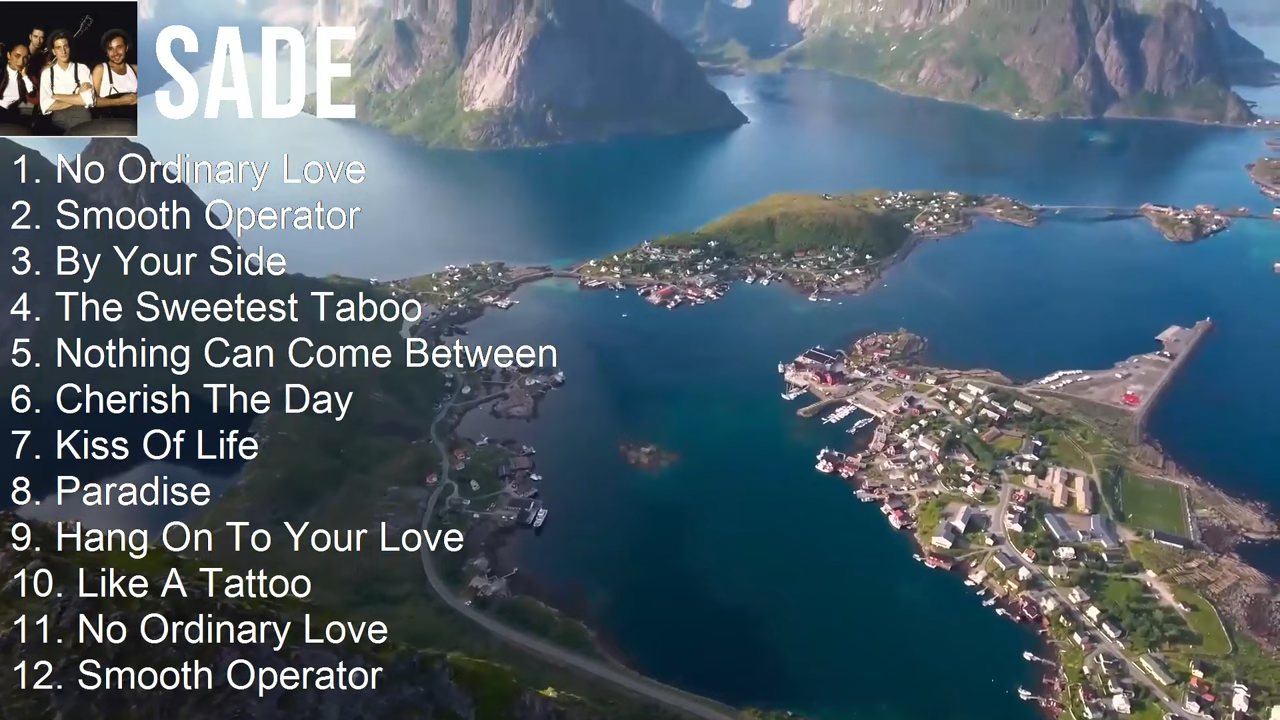 SADE
1. No Ordinary Love
2. Smooth Operator
3. By Your Side
4. The Sweetest Taboo
5. Nothing Can Come Between
6. Cherish The Day
7. Kiss Of Life
8. Paradise
9. Hang On To Your Love
10. Like A Tattoo
11. No Ordinary Love
12. Smooth Operator